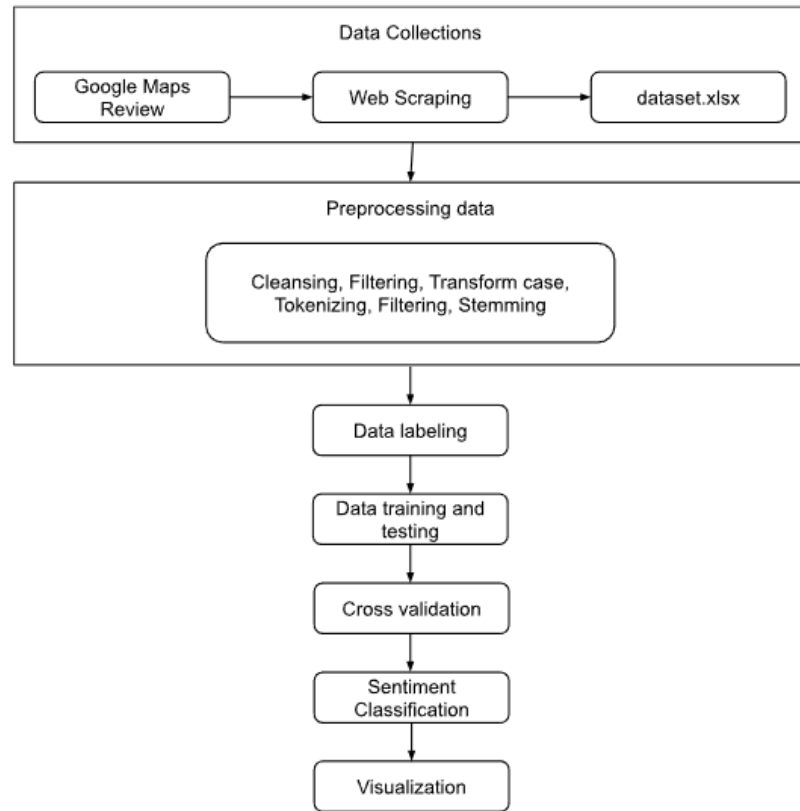 Data Collections
Google Maps
Review
Web Scraping
dataset.xlsx
Preprocessing data
Cleansing, Filtering, Transform case,
Tokenizing, Filtering, Stemming
Data labeling
Data training and
testing
Cross validation
Sentiment
Classification
Visualization